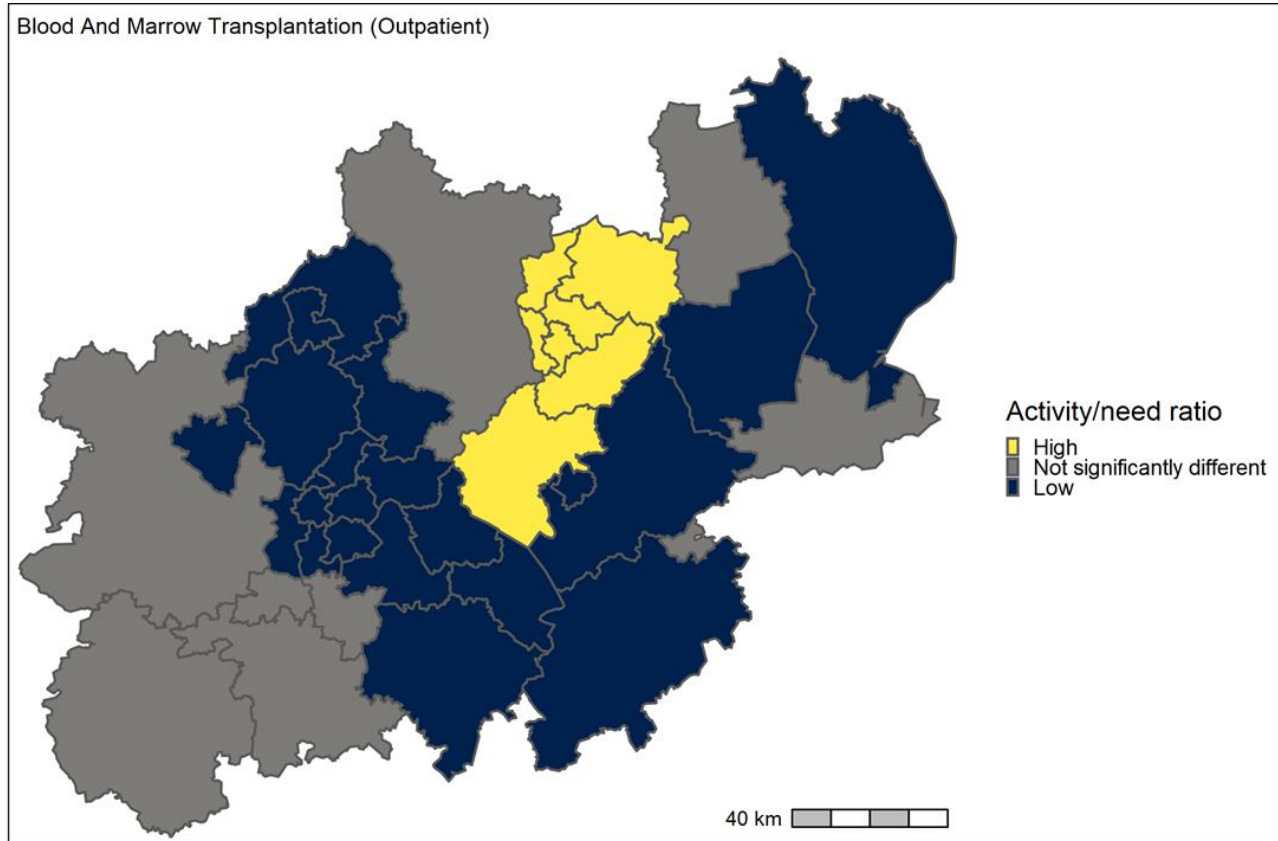 Blood And Marrow Transplantation (Outpatient)
Activity/need ratio
High
Not significantly different
Low
40 km